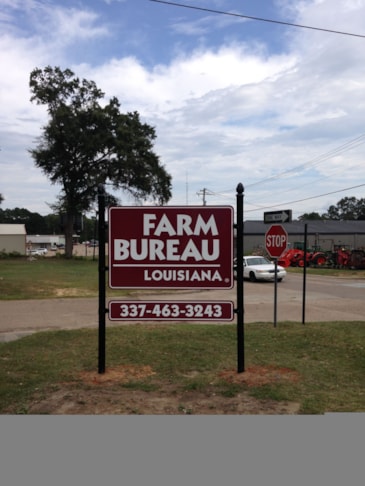 FARM
BUREAU
LOUISIANA
337-463-3243
STOP